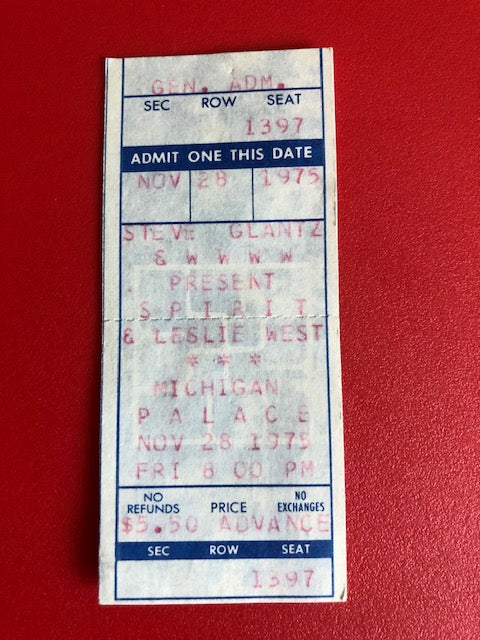 GEN. ADM.
SEC ROW SEAT
1397
ADMIT ONE THIS DATE
NOV 28 1975
STEVE GLANTZ
& W W W W
PRESENT
SPIRIT
& LESLIE WEST
* * *
MICHIGAN
PALACE
NOV 28 1975
FRI 8 00 PM
NO REFUNDS PRICE NO EXCHANGES
$5.50 ADVANCE
SEC ROW SEAT
1397